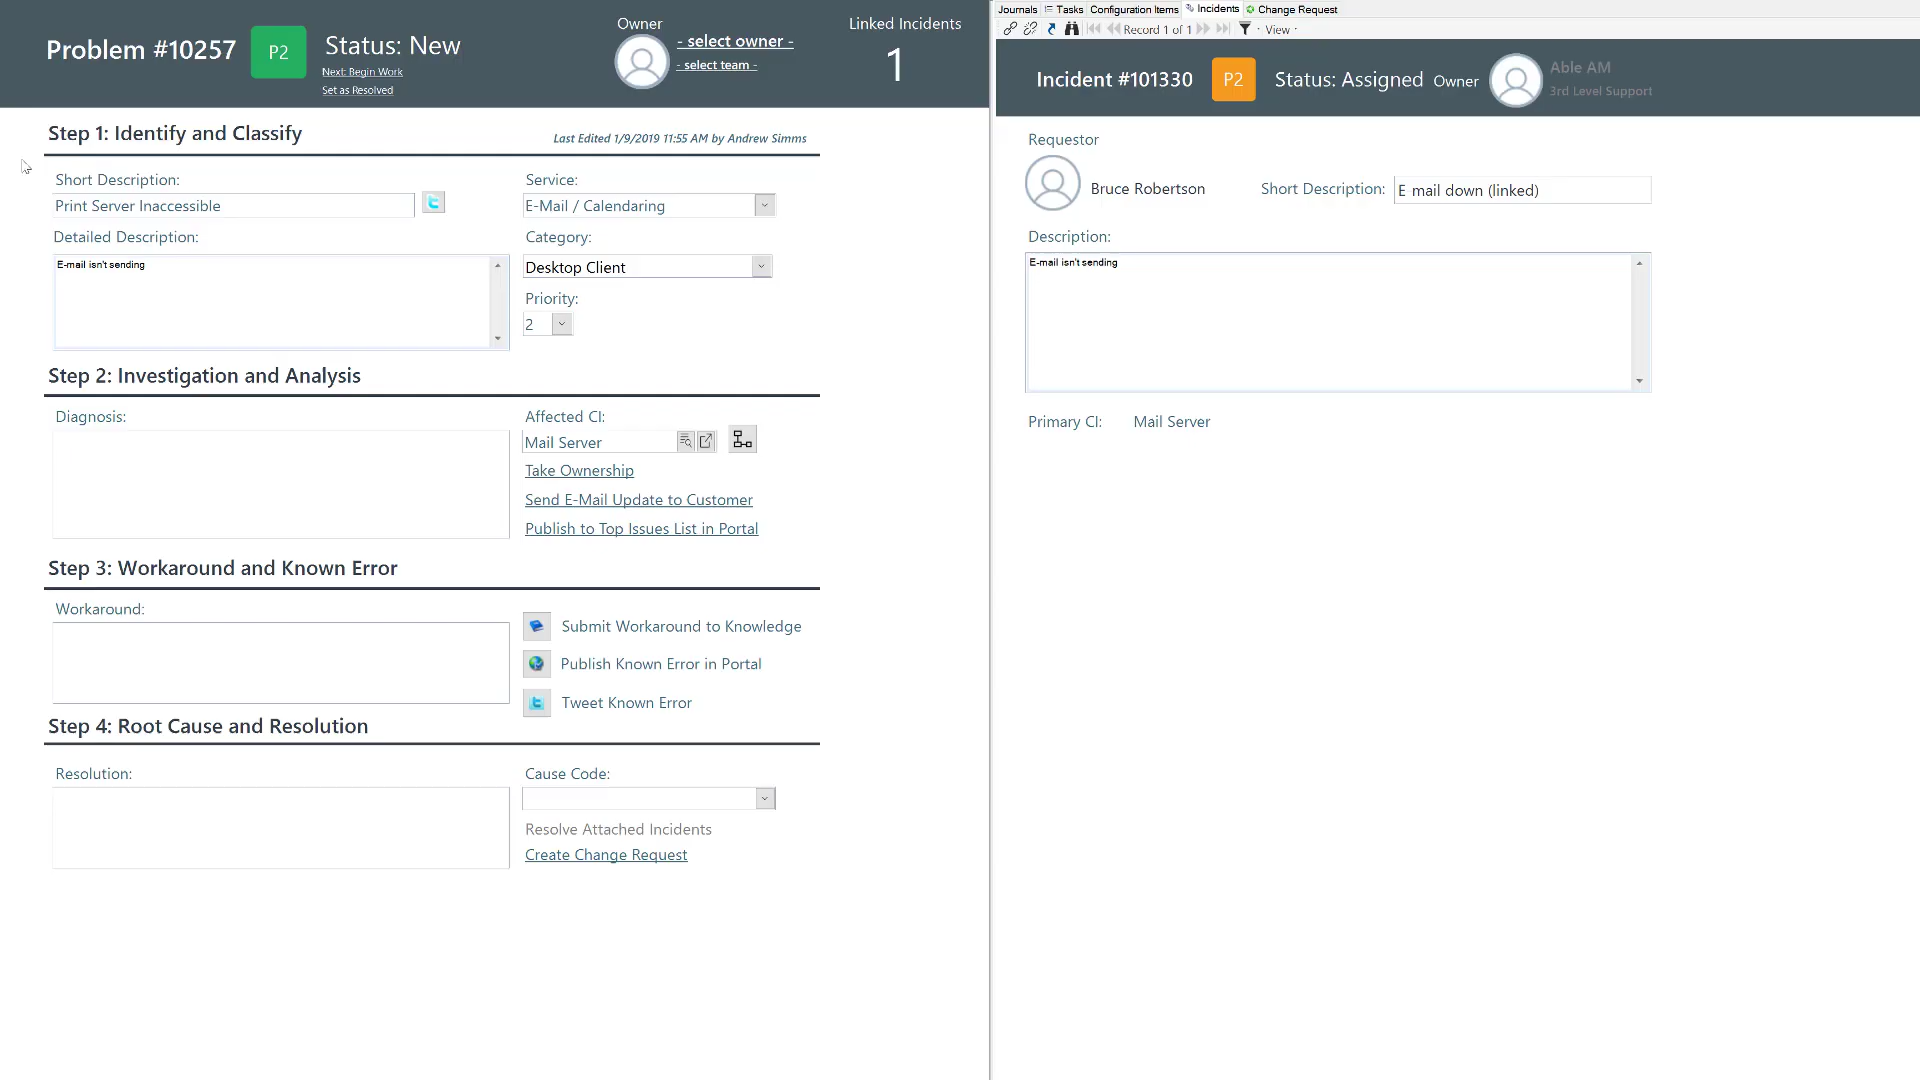 Problem #10257
P2
Status: New
Next: Begin Work
Set as Resolved
Owner
- select owner -
- select team -
Linked Incidents
1
Step 1: Identify and Classify
Last Edited 1/9/2019 11:55 AM by Andrew Simms
Short Description:
Print Server Inaccessible
Service:
E-Mail / Calendaring
Detailed Description:
E-mail isn't sending
Category:
Desktop Client
Priority:
2
Step 2: Investigation and Analysis
Diagnosis:
Affected CI:
Mail Server
Take Ownership
Send E-Mail Update to Customer
Publish to Top Issues List in Portal
Step 3: Workaround and Known Error
Workaround:
Submit Workaround to Knowledge
Publish Known Error in Portal
Tweet Known Error
Step 4: Root Cause and Resolution
Resolution:
Cause Code:
Resolve Attached Incidents
Create Change Request
Journals Tasks Configuration Items Incidents Change Request
Record 1 of 1 View
Incident #101330
P2
Status: Assigned
Owner
Able AM
3rd Level Support
Requestor
Bruce Robertson
Short Description:
E mail down (linked)
Description:
E-mail isn't sending
Primary CI: Mail Server